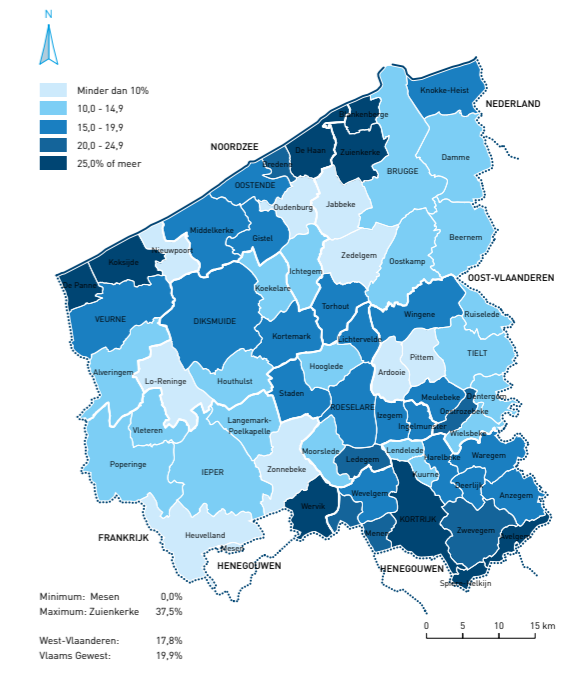 N
Minder dan 10%
10,0 - 14,9
15,0 - 19,9
20,0 - 24,9
25,0% of meer
NOORDZEE
NEDERLAND
OOST-VLAANDEREN
FRANKRIJK
HENEGOUWEN
HENEGOUWEN
Knokke-Heist
Blankenberge
De Haan
Zuienkerke
Damme
Bredene
BRUGGE
OOSTENDE
Oudenburg
Jabbeke
Middelkerke
Gistel
Beernem
Nieuwpoort
Zedelgem
Oostkamp
Koksijde
Ichtegem
De Panne
Koekelare
Torhout
Wingene
Ruiselede
VEURNE
DIKSMUIDE
Kortemark
Lichtervelde
TIELT
Pittem
Hooglede
Ardooie
Alveringem
Lo-Reninge
Houthulst
Staden
Meulebeke
Dentergem
ROESELARE
Oostrozebeke
Izegem
Langemark-
Poelkapelle
Ingelmunster
Vleteren
Wielsbeke
Moorslede
Lendelede
Harelbeke
Waregem
Poperinge
IEPER
Zonnebeke
Ledegem
Kuurne
Deerlijk
Wevelgem
Anzegem
Wervik
KORTRIJK
Menen
Zwevegem
Avelgem
Heuvelland
Mesen
Spiere-Helkijn
Minimum: Mesen 0,0%
Maximum: Zuienkerke 37,5%
West-Vlaanderen: 17,8%
Vlaams Gewest: 19,9%
0 5 10 15 km